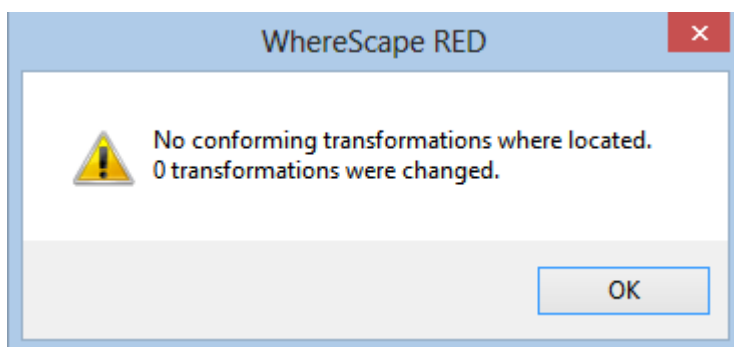 WhereScape RED
No conforming transformations where located.
0 transformations were changed.
OK